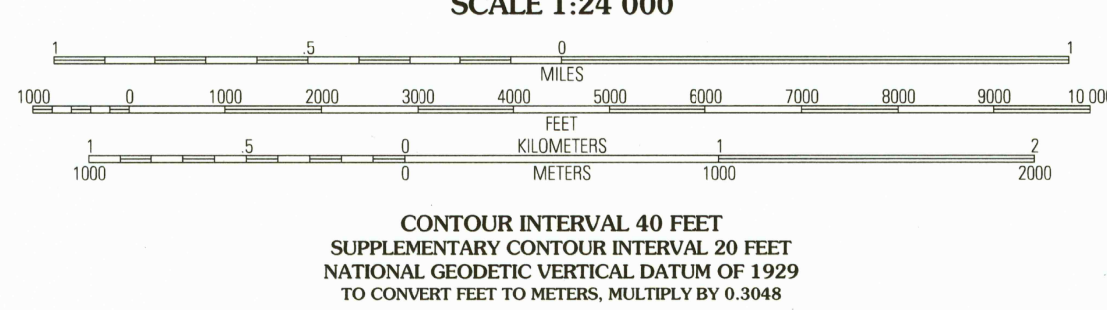 SCALE 1:24 000
1 .5 0 1
MILES
1000 0 1000 2000 3000 4000 5000 6000 7000 8000 9000 10 000
FEET
1 .5 0 KILOMETERS 1 2
1000 0 METERS 1000 2000
CONTOUR INTERVAL 40 FEET
SUPPLEMENTARY CONTOUR INTERVAL 20 FEET
NATIONAL GEODETIC VERTICAL DATUM OF 1929
TO CONVERT FEET TO METERS, MULTIPLY BY 0.3048